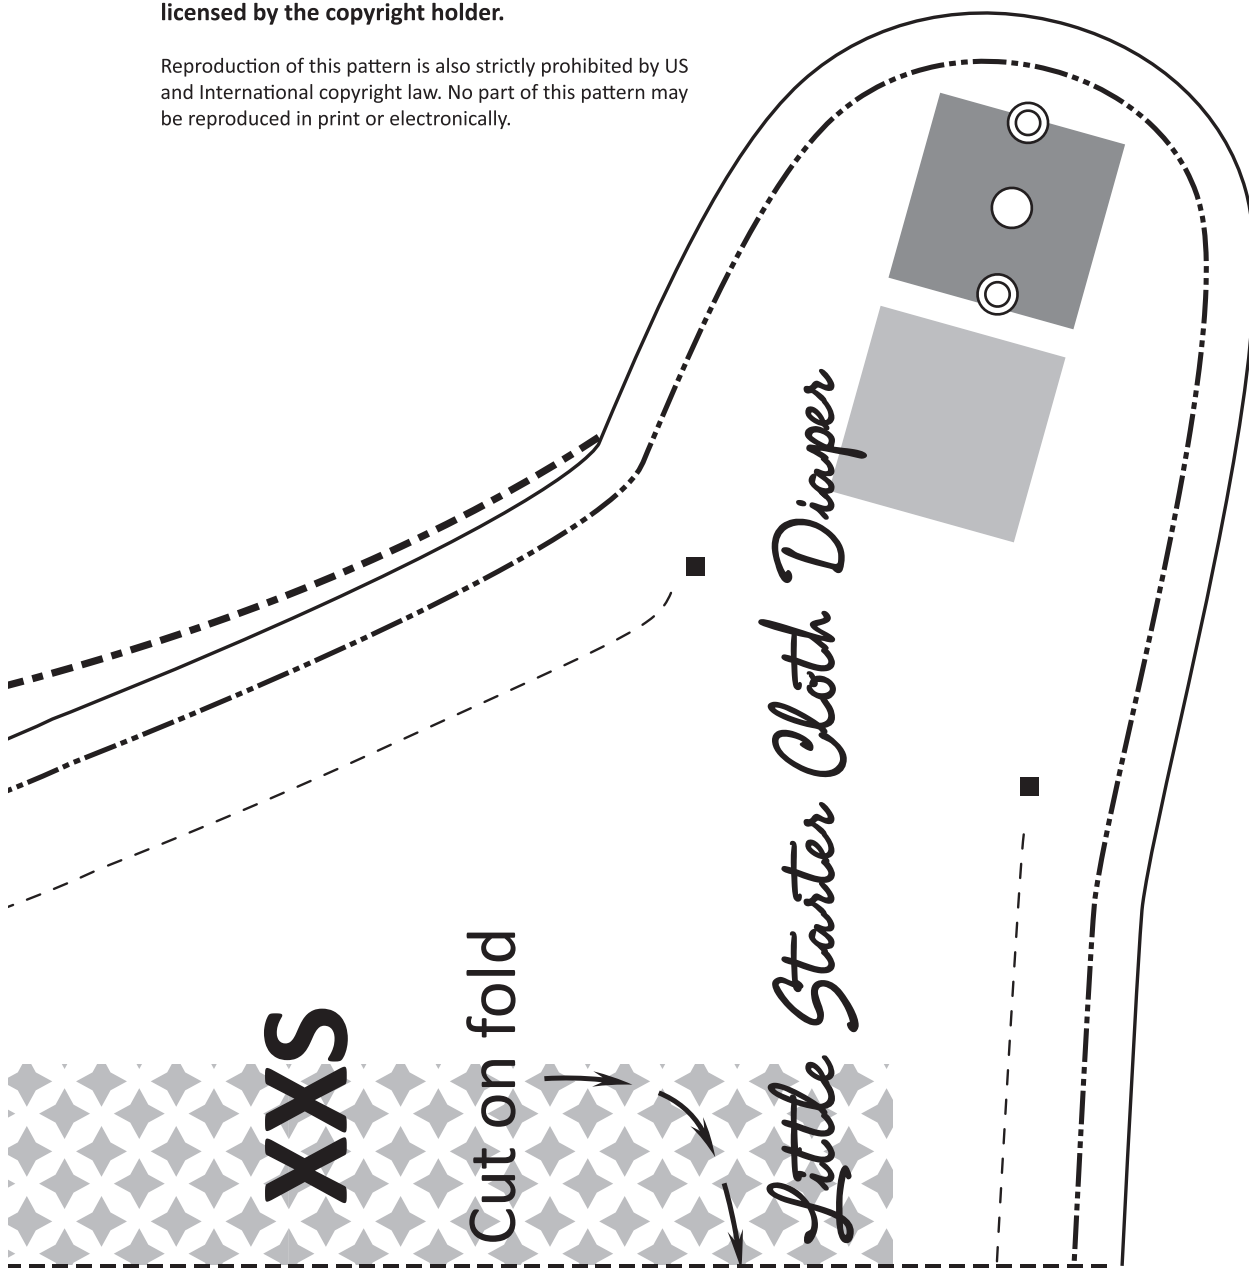 licensed by the copyright holder.
Reproduction of this pattern is also strictly prohibited by US
and International copyright law. No part of this pattern may
be reproduced in print or electronically.
XXS
Cut on fold
Little Starter Cloth Diaper